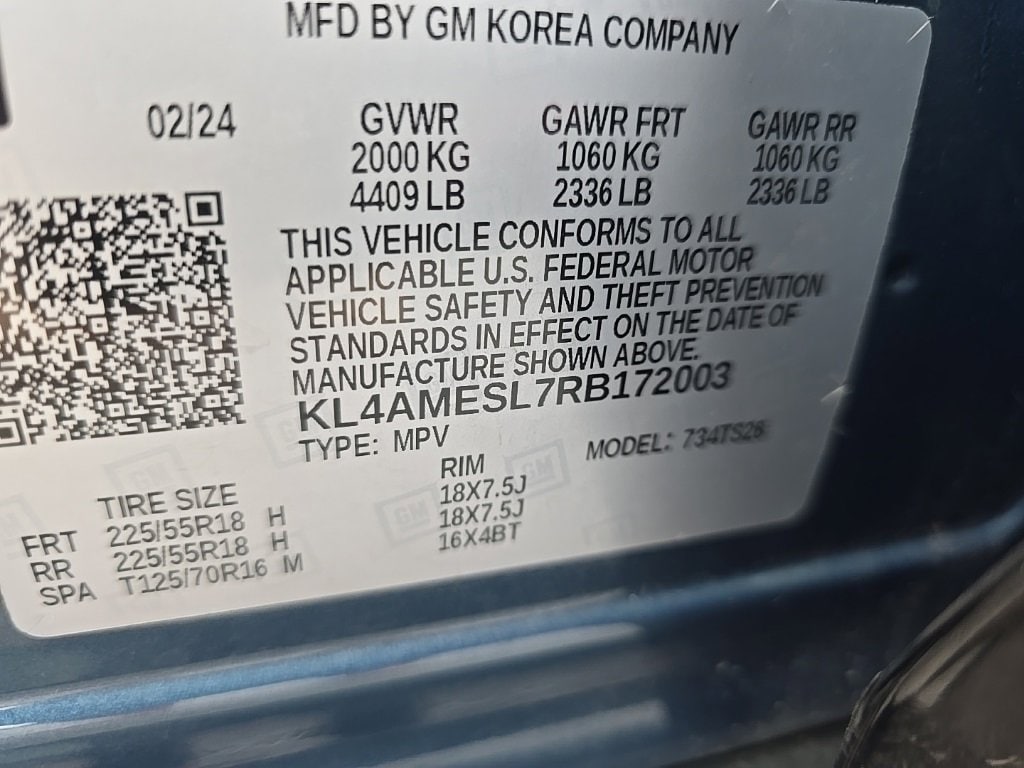 MFD BY GM KOREA COMPANY
02/24 GVWR GAWR FRT GAWR RR
2000 KG 1060 KG 1060 KG
4409 LB 2336 LB 2336 LB
THIS VEHICLE CONFORMS TO ALL
APPLICABLE U.S. FEDERAL MOTOR
VEHICLE SAFETY AND THEFT PREVENTION
STANDARDS IN EFFECT ON THE DATE OF
MANUFACTURE SHOWN ABOVE.
KL4AMESL7RB172003
TYPE: MPV MODEL: 734TS26
TIRE SIZE RIM
FRT 225/55R18 H 18X7.5J
RR 225/55R18 H 18X7.5J
SPA T125/70R16 M 16X4BT
GM
GM
GM